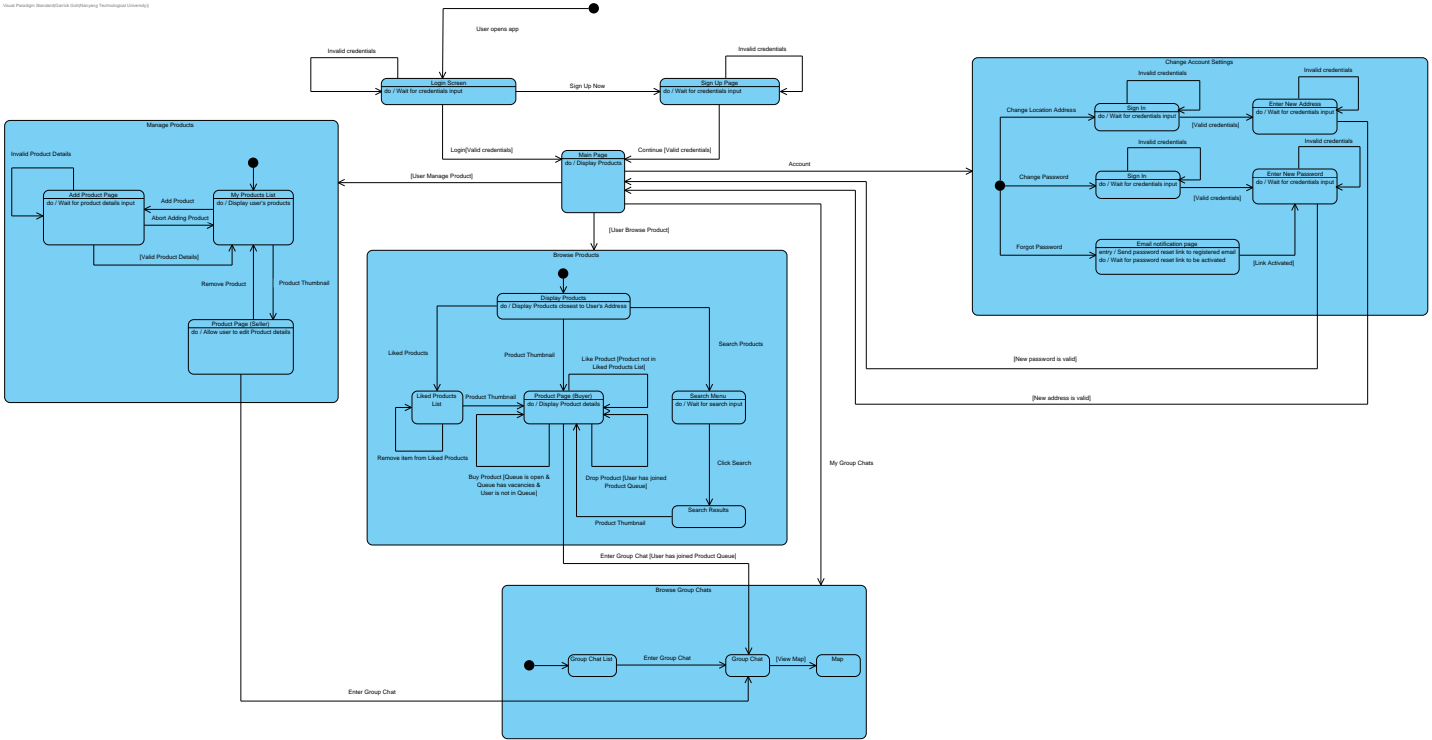 Visual Paradigm Standard(Garrick Goh(Nanyang Technological University))
User opens app
Invalid credentials
Login Screen
do / Wait for credentials input
Sign Up Now
Invalid credentials
Sign Up Page
do / Wait for credentials input
Login[Valid credentials]
Continue [Valid credentials]
Main Page
do / Display Products
[User Manage Product]
Account
[User Browse Product]
My Group Chats
Manage Products
Invalid Product Details
Add Product Page
do / Wait for product details input
Add Product
Abort Adding Product
My Products List
do / Display user's products
[Valid Product Details]
Remove Product
Product Thumbnail
Product Page (Seller)
do / Allow user to edit Product details
Change Account Settings
Change Location Address
Invalid credentials
Sign In
do / Wait for credentials input
[Valid credentials]
Invalid credentials
Enter New Address
do / Wait for credentials input
Change Password
Invalid credentials
Sign In
do / Wait for credentials input
[Valid credentials]
Invalid credentials
Enter New Password
do / Wait for credentials input
Forgot Password
Email notification page
entry / Send password reset link to registered email
do / Wait for password reset link to be activated
[Link Activated]
[New password is valid]
[New address is valid]
Browse Products
Display Products
do / Display Products closest to User's Address
Liked Products
Product Thumbnail
Search Products
Like Product [Product not in
Liked Products List]
Liked Products
List
Product Thumbnail
Product Page (Buyer)
do / Display Product details
Search Menu
do / Wait for search input
Remove item from Liked Products
Buy Product [Queue is open &
Queue has vacancies &
User is not in Queue]
Drop Product [User has joined
Product Queue]
Click Search
Search Results
Product Thumbnail
Enter Group Chat [User has joined Product Queue]
Browse Group Chats
Group Chat List
Enter Group Chat
Group Chat
[View Map]
Map
Enter Group Chat